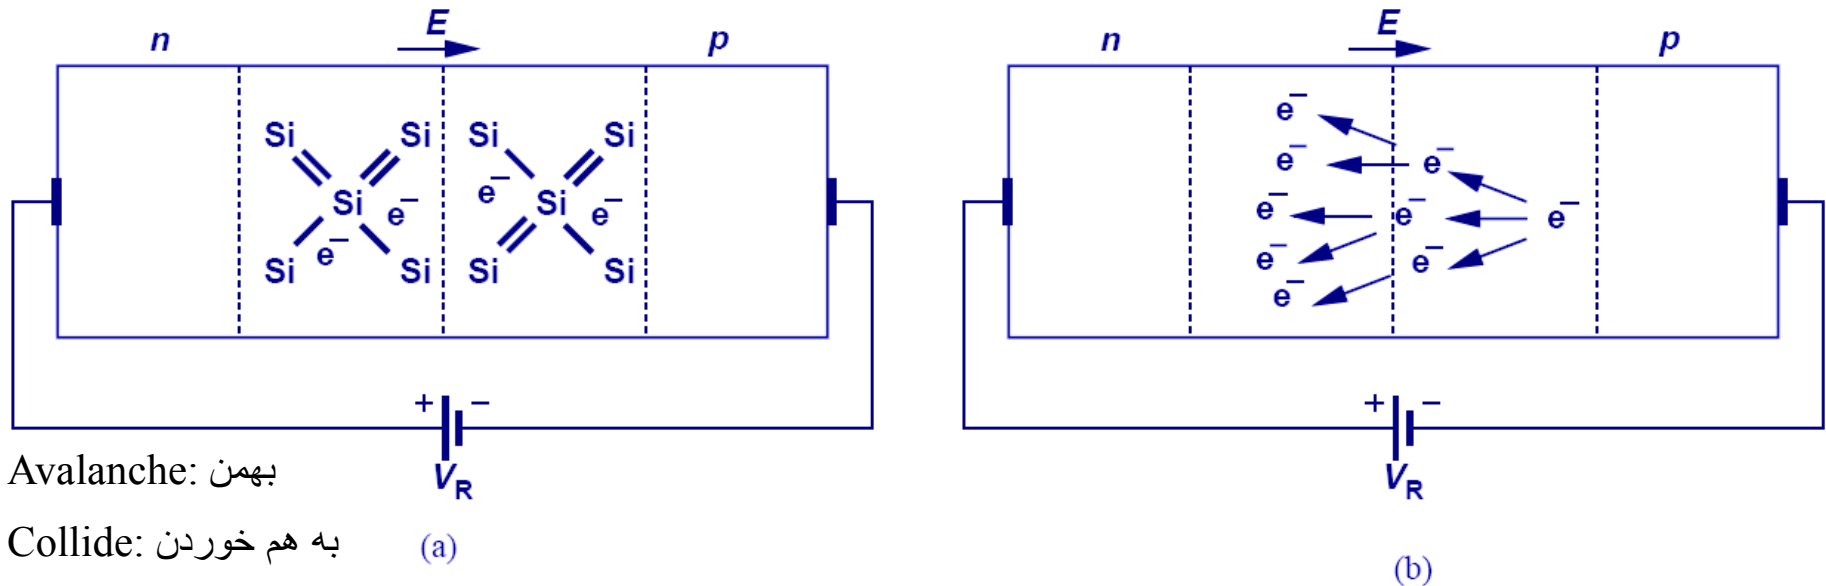 n E p
Si Si Si Si
Si e⁻ e⁻ Si e⁻
e⁻
Si Si Si Si
+ −
V_R
Avalanche: بهمن
Collide: به هم خوردن
(a)
n E p
e⁻
e⁻ e⁻
e⁻ e⁻ e⁻
e⁻ e⁻
e⁻
+ −
V_R
(b)